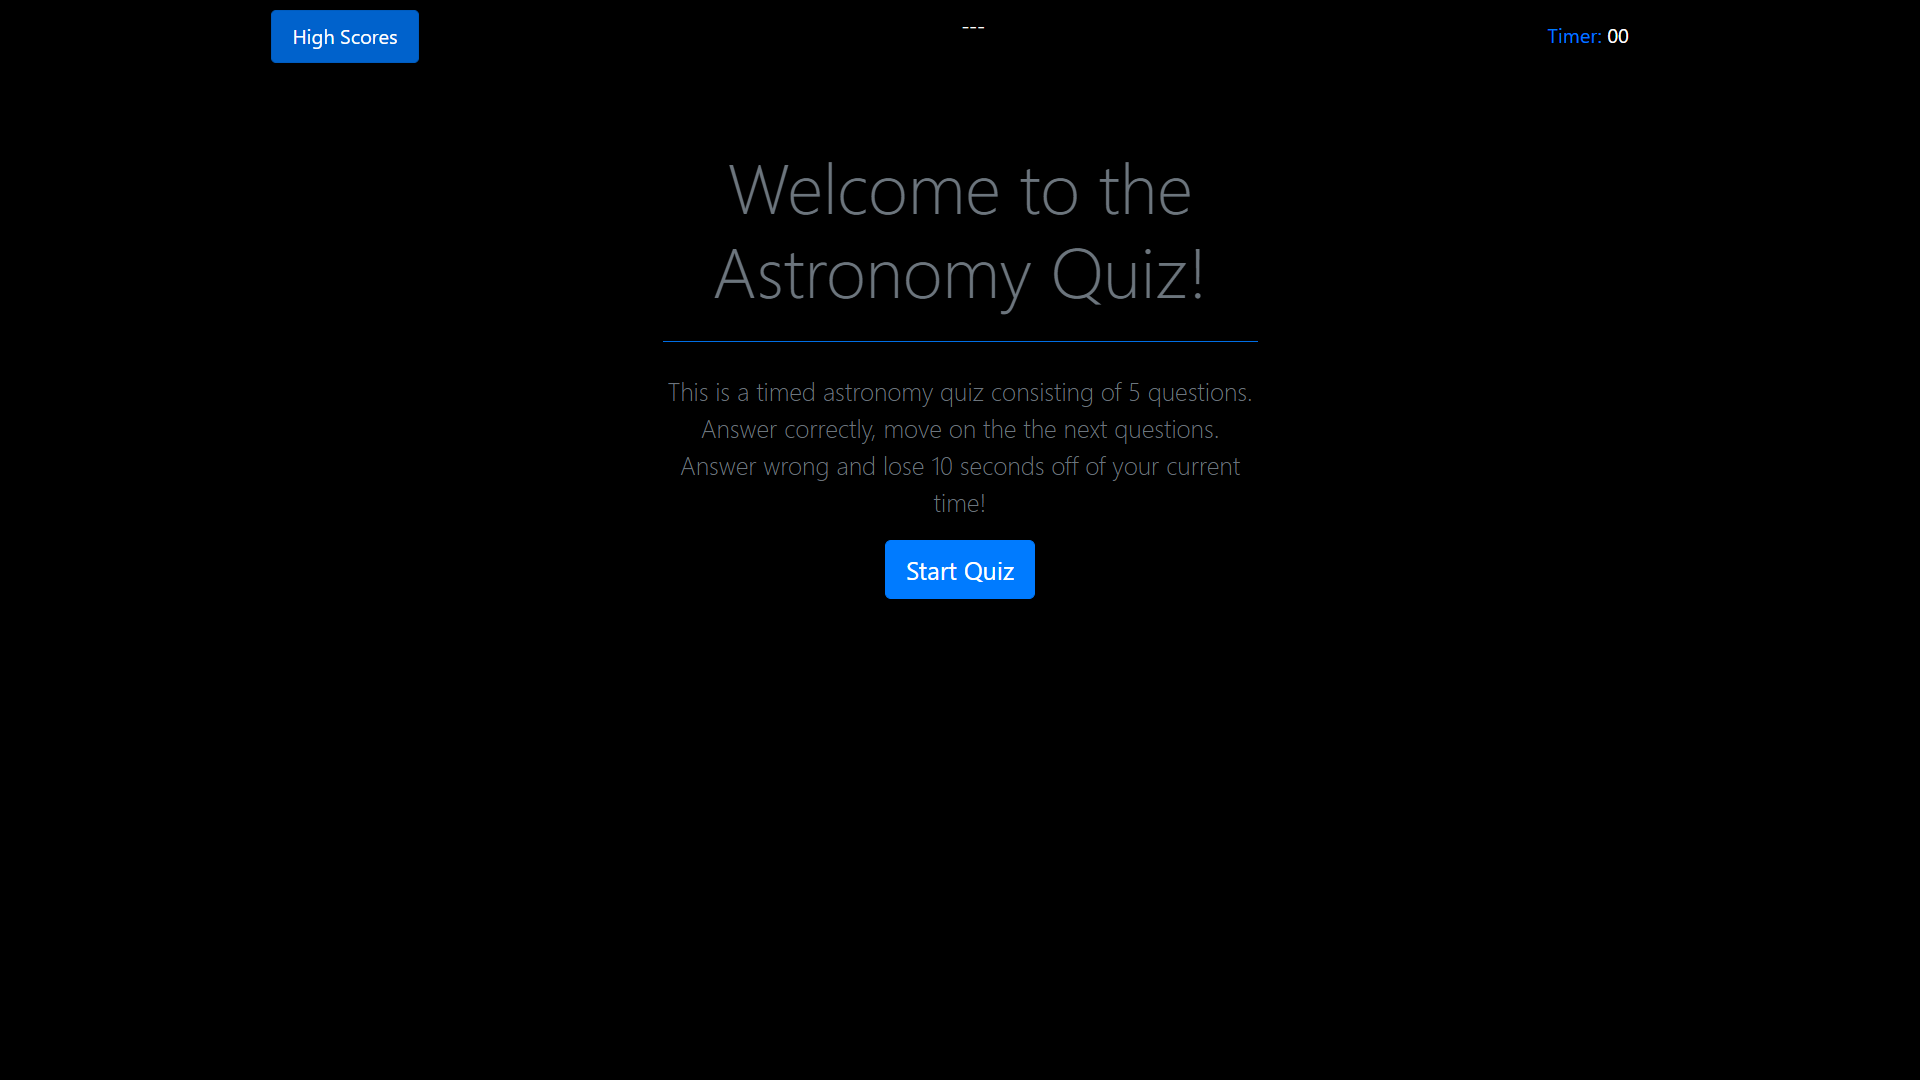 High Scores
---
Timer: 00
Welcome to the
Astronomy Quiz!
This is a timed astronomy quiz consisting of 5 questions.
Answer correctly, move on the the next questions.
Answer wrong and lose 10 seconds off of your current
time!
Start Quiz